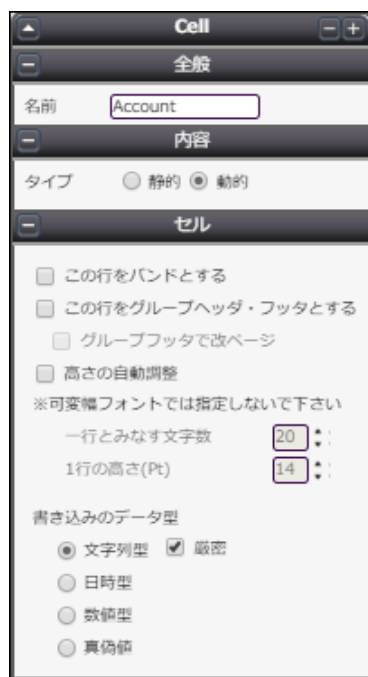 Cell
全般
名前 Account
内容
タイプ 静的 動的
セル
この行をバンドとする
この行をグループヘッダ・フッタとする
グループフッタで改ページ
高さの自動調整
※可変幅フォントでは指定しないで下さい
一行とみなす文字数 20
1行の高さ(Pt) 14
書き込みのデータ型
文字列型 厳密
日時型
数値型
真偽値